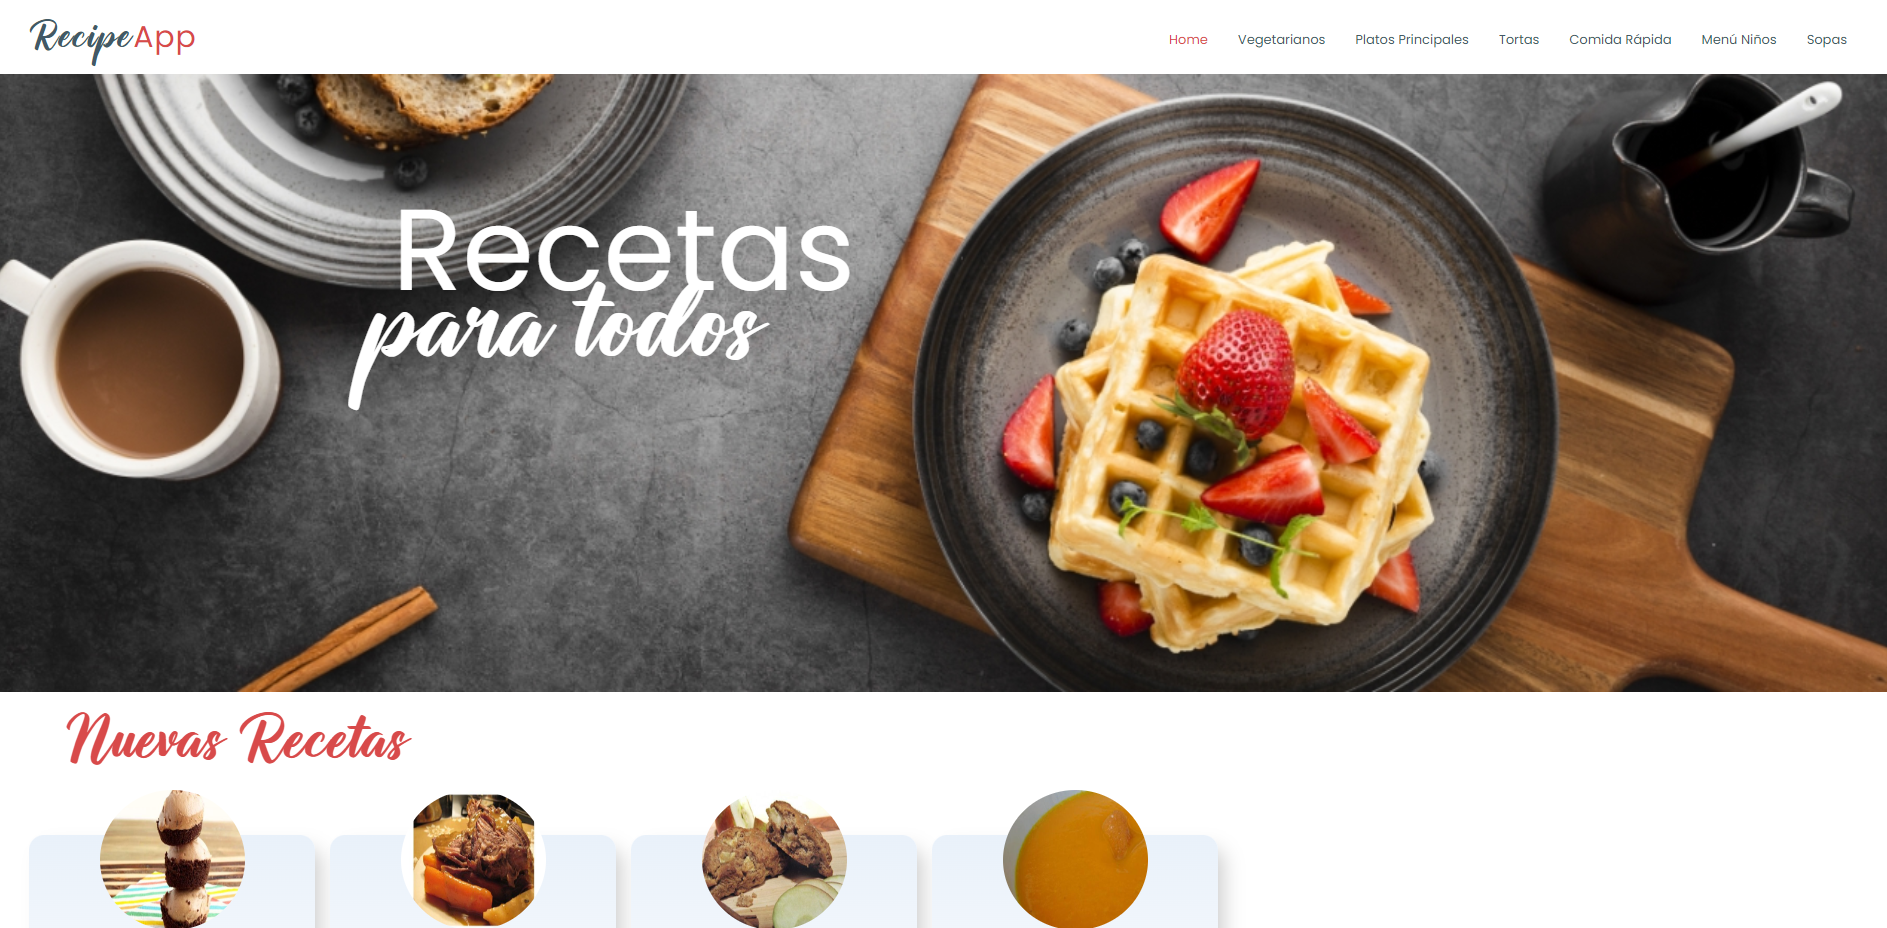 RecipeApp
Home Vegetarianos Platos Principales Tortas Comida Rápida Menú Niños Sopas
Recetas
para todos
Nuevas Recetas